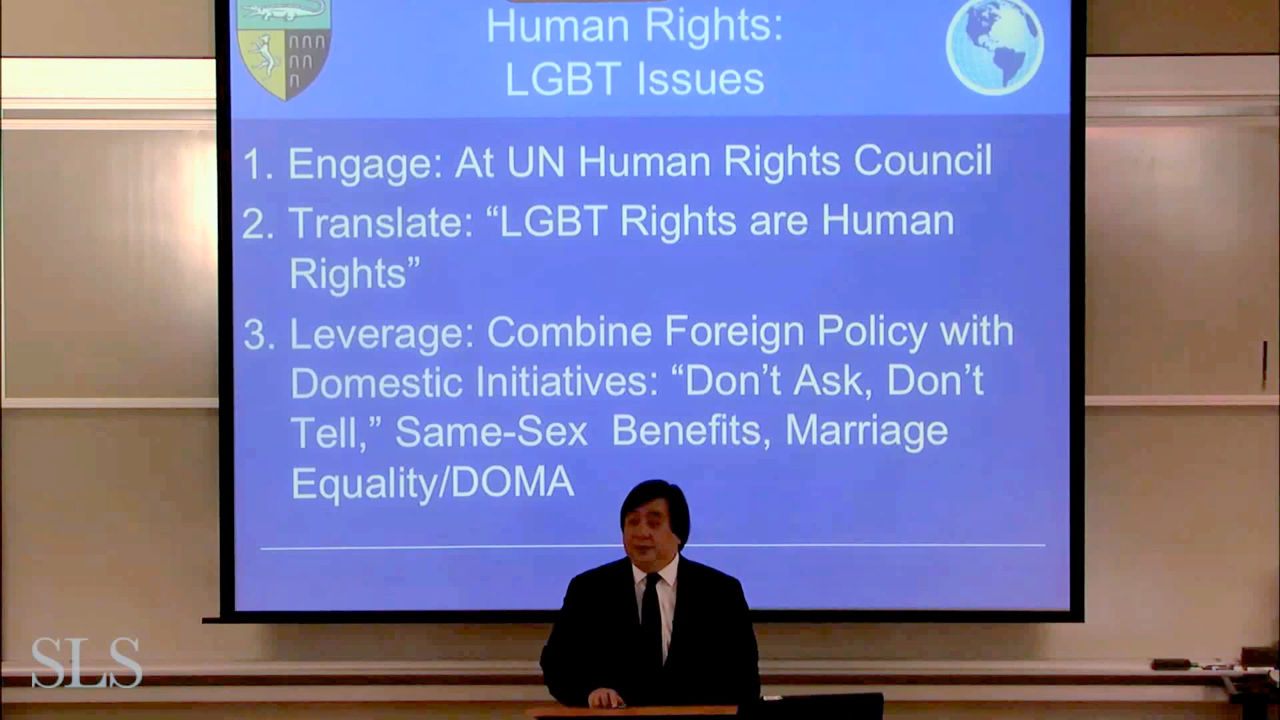 Human Rights:
LGBT Issues
1. Engage: At UN Human Rights Council
2. Translate: “LGBT Rights are Human
Rights”
3. Leverage: Combine Foreign Policy with
Domestic Initiatives: “Don’t Ask, Don’t
Tell,” Same-Sex Benefits, Marriage
Equality/DOMA
SLS